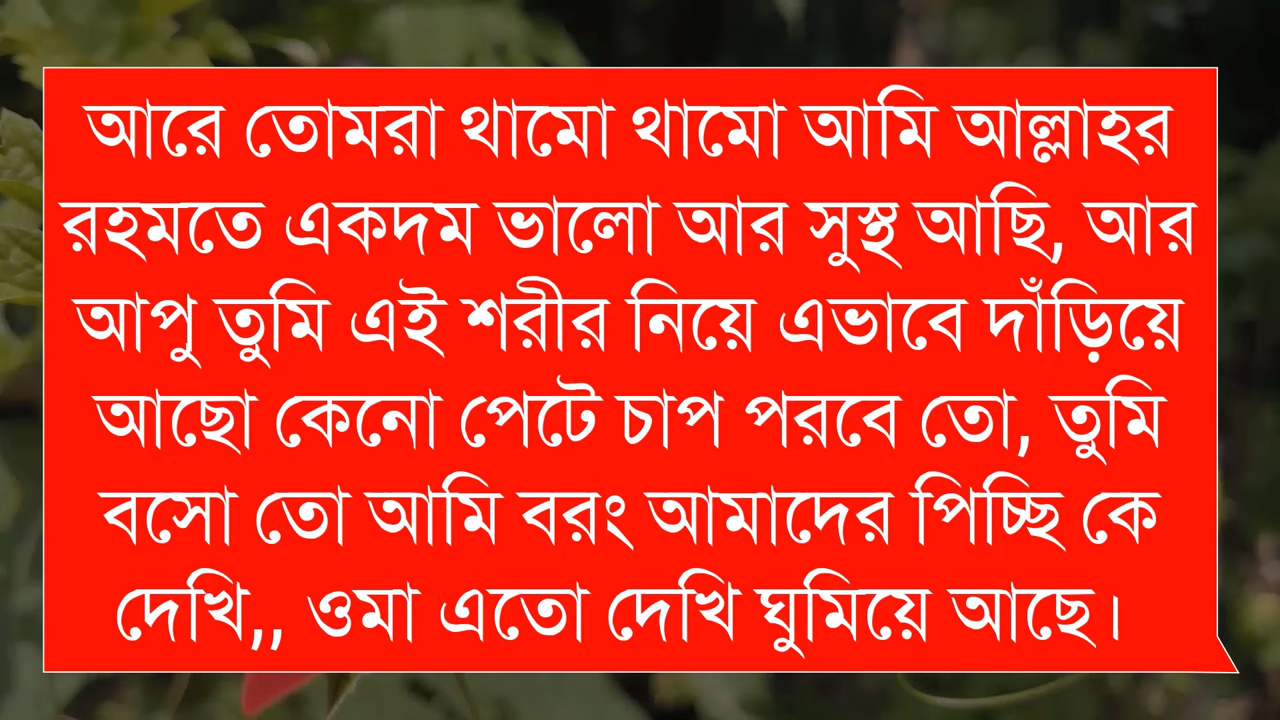 আরে তোমরা থামো থামো আমি আল্লাহর
রহমতে একদম ভালো আর সুস্থ আছি, আর
আপু তুমি এই শরীর নিয়ে এভাবে দাঁড়িয়ে
আছো কেনো পেটে চাপ পরবে তো, তুমি
বসো তো আমি বরং আমাদের পিচ্ছি কে
দেখি,, ওমা এতো দেখি ঘুমিয়ে আছে।